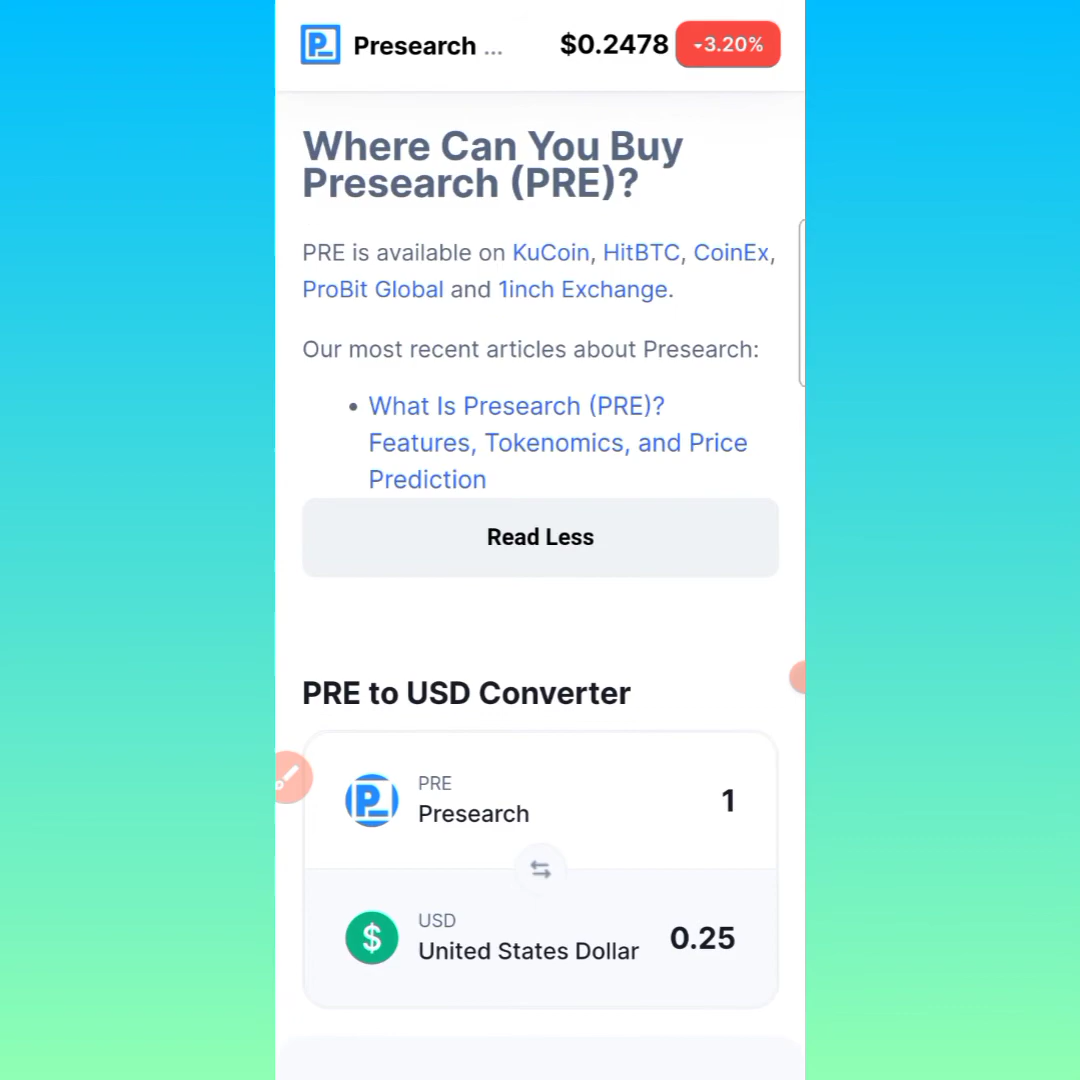 Presearch ... $0.2478 3.20%
Where Can You Buy
Presearch (PRE)?
PRE is available on KuCoin, HitBTC, CoinEx,
ProBit Global and 1inch Exchange.
Our most recent articles about Presearch:
• What Is Presearch (PRE)?
Features, Tokenomics, and Price
Prediction
Read Less
PRE to USD Converter
PRE
Presearch 1
USD
United States Dollar 0.25